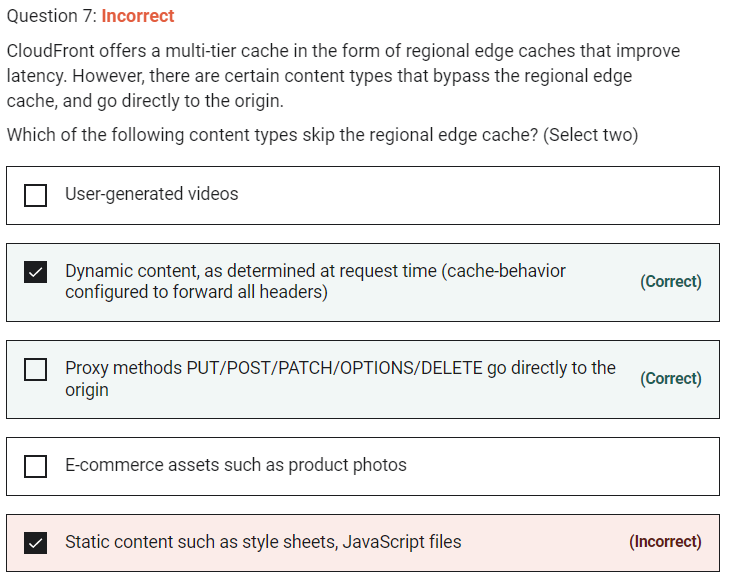 Question 7: Incorrect
CloudFront offers a multi-tier cache in the form of regional edge caches that improve
latency. However, there are certain content types that bypass the regional edge
cache, and go directly to the origin.
Which of the following content types skip the regional edge cache? (Select two)
User-generated videos
Dynamic content, as determined at request time (cache-behavior
configured to forward all headers)
(Correct)
Proxy methods PUT/POST/PATCH/OPTIONS/DELETE go directly to the
origin
(Correct)
E-commerce assets such as product photos
Static content such as style sheets, JavaScript files
(Incorrect)